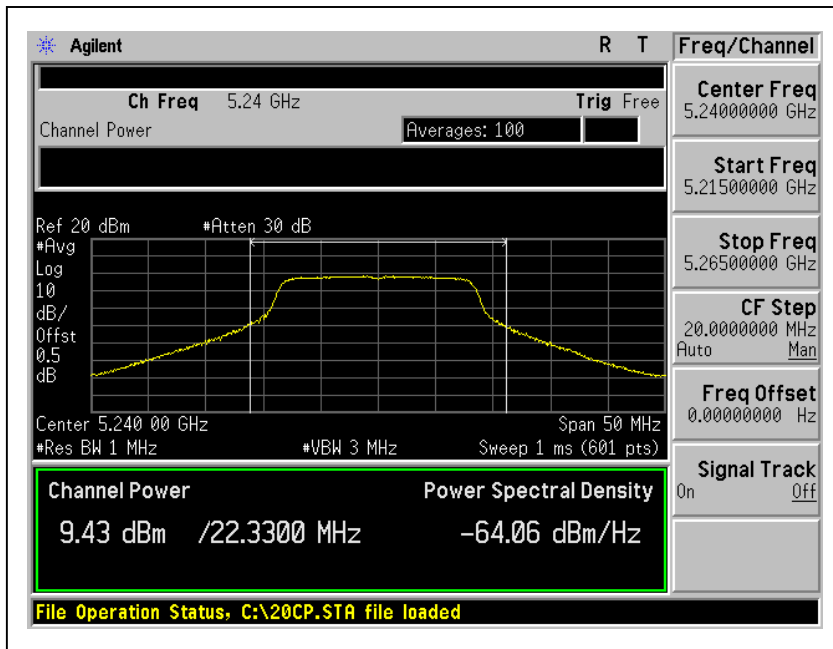 Agilent R T Freq/Channel
Ch Freq 5.24 GHz Trig Free
Channel Power Averages: 100
Center Freq
5.24000000 GHz
Start Freq
5.21500000 GHz
Stop Freq
5.26500000 GHz
CF Step
20.0000000 MHz
Auto Man
Freq Offset
0.00000000 Hz
Signal Track
On Off
Ref 20 dBm #Atten 30 dB
#Avg
Log
10
dB/
Offst
0.5
dB
Center 5.240 00 GHz Span 50 MHz
#Res BW 1 MHz #VBW 3 MHz Sweep 1 ms (601 pts)
Channel Power Power Spectral Density
9.43 dBm /22.3300 MHz -64.06 dBm/Hz
File Operation Status, C:\20CP.STA file loaded